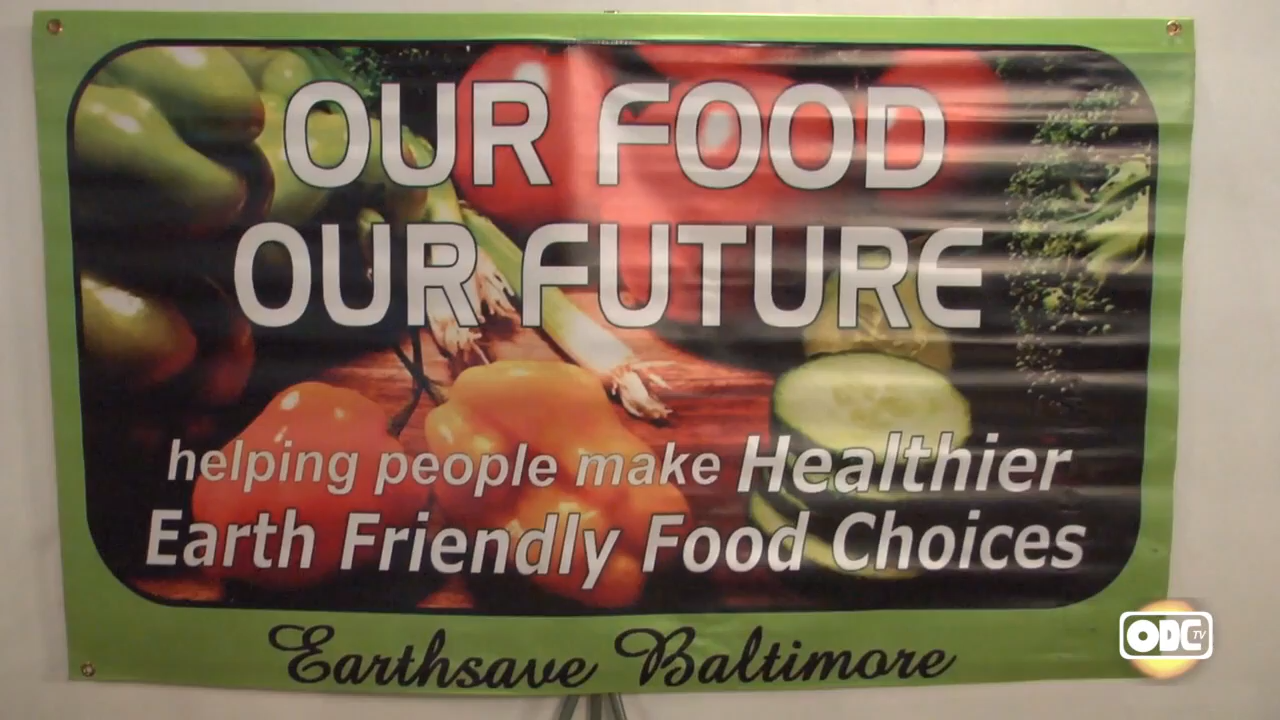 OUR FOOD
OUR FUTURE
helping people make Healthier
Earth Friendly Food Choices
Earthsave Baltimore
ODC TV